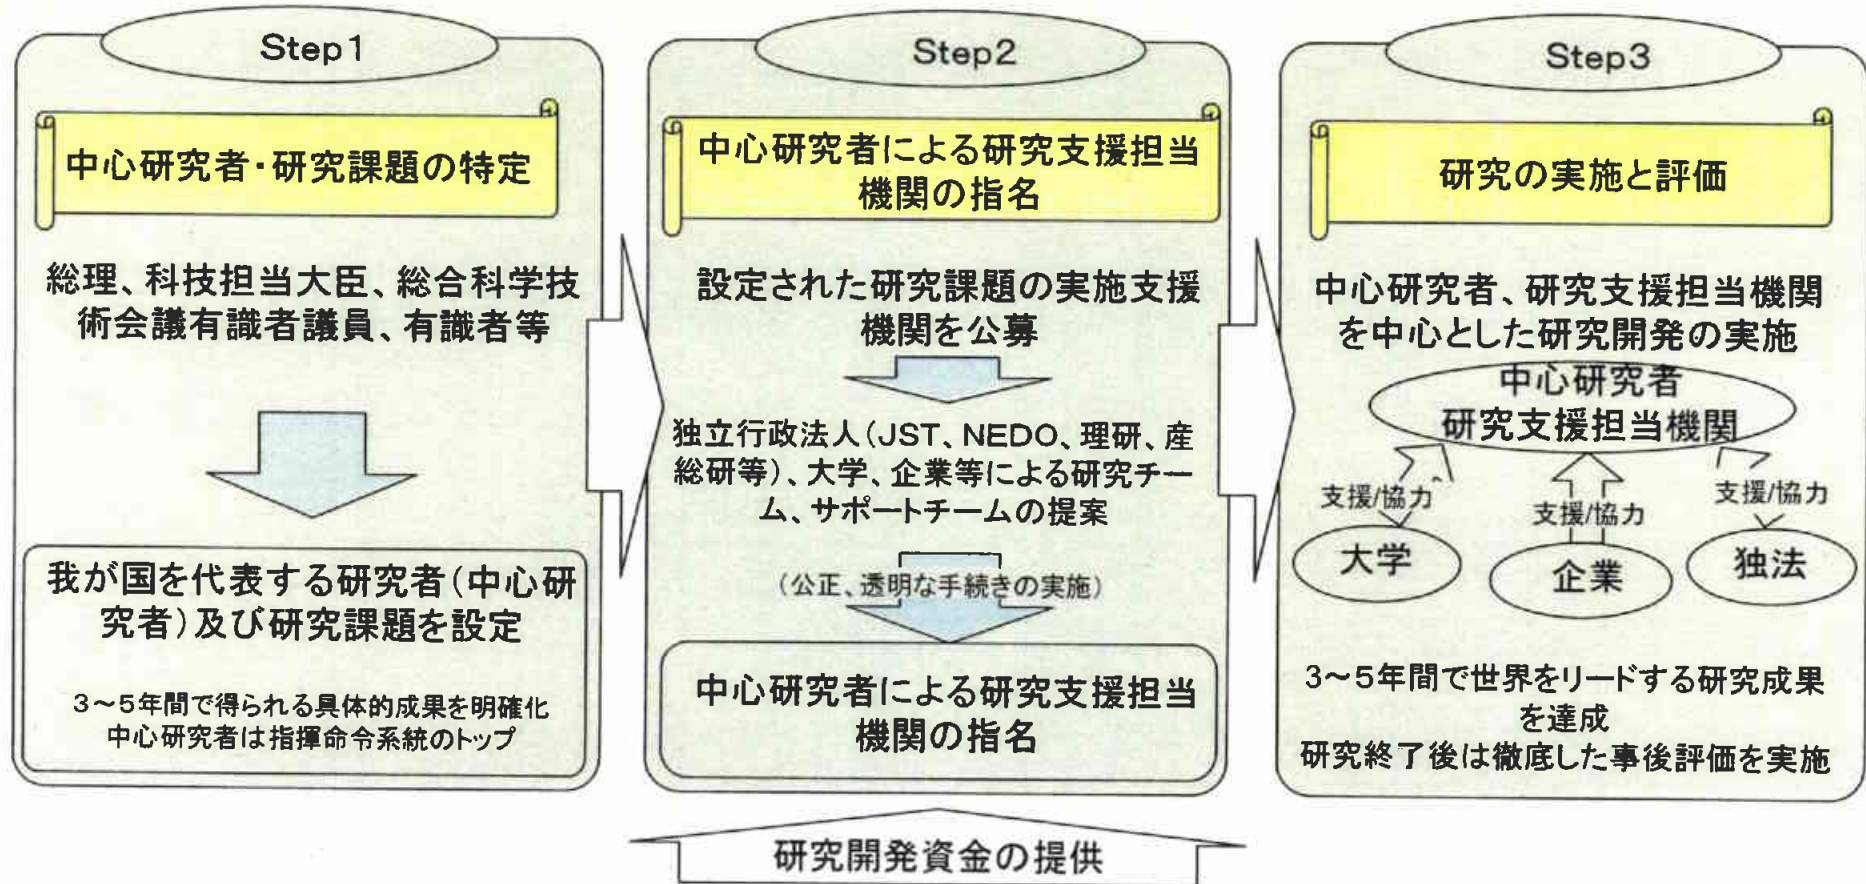 Step1
中心研究者・研究課題の特定
総理、科技担当大臣、総合科学技
術会議有識者議員、有識者等
我が国を代表する研究者(中心研
究者)及び研究課題を設定
3～5年間で得られる具体的成果を明確化
中心研究者は指揮命令系統のトップ
Step2
中心研究者による研究支援担当
機関の指名
設定された研究課題の実施支援
機関を公募
独立行政法人(JST、NEDO、理研、産
総研等)、大学、企業等による研究チー
ム、サポートチームの提案
(公正、透明な手続きの実施)
中心研究者による研究支援担当
機関の指名
Step3
研究の実施と評価
中心研究者、研究支援担当機関
を中心とした研究開発の実施
中心研究者
研究支援担当機関
支援/協力
支援/協力
支援/協力
大学
企業
独法
3～5年間で世界をリードする研究成果
を達成
研究終了後は徹底した事後評価を実施
研究開発資金の提供